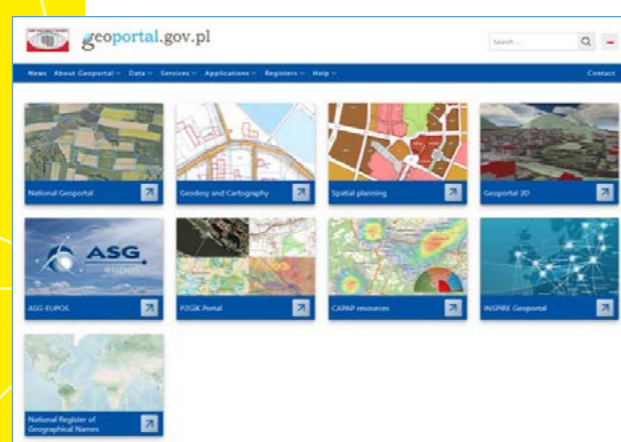 geoportal.gov.pl
Search...
News About Geoportal Data Services Applications Registers Help Contact
National Geoportal
Geodesy and Cartography
Spatial planning
Geoportal 3D
ASG
eupos
ASG-EUPOS
PZGiK Portal
CAPAP resources
INSPIRE Geoportal
National Register of
Geographical Names